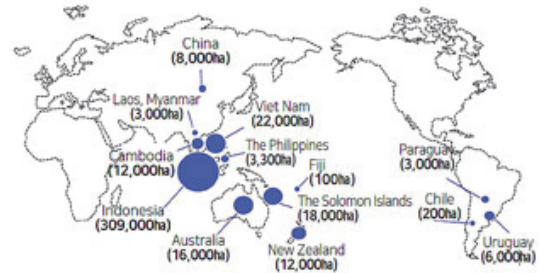 China
(8,000ha)
Laos, Myanmar
(3,000ha)
Viet Nam
(22,000ha)
Cambodia
(12,000ha)
The Philippines
(3,300ha)
Fiji
(100ha)
Indonesia
(309,000ha)
The Solomon Islands
(18,000ha)
Australia
(16,000ha)
New Zealand
(12,000ha)
Paraguay
(3,000ha)
Chile
(200ha)
Uruguay
(6,000ha)